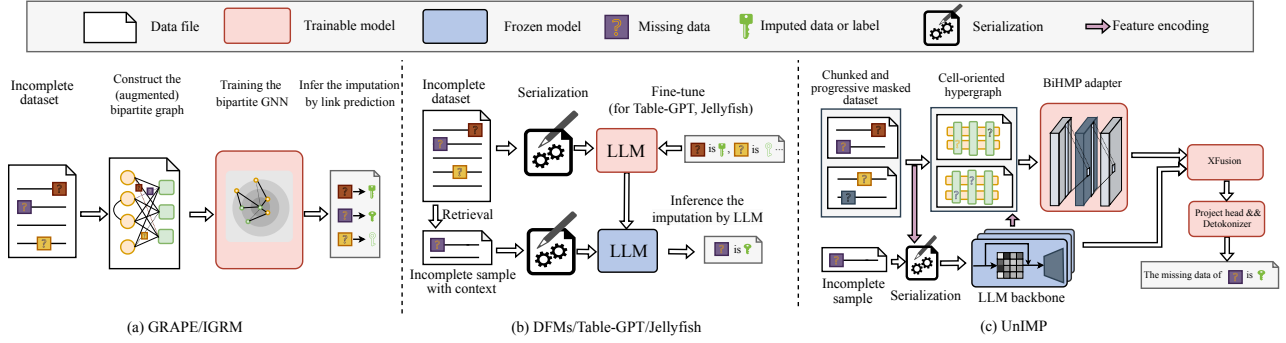 Data file
Trainable model
Frozen model
?
Missing data
Imputed data or label
Serialization
Feature encoding
Incomplete
dataset
Construct the
(augmented)
bipartite graph
Training the
bipartite GNN
Infer the imputation
by link prediction
?
?
?
?
?
?
(a) GRAPE/IGRM
Incomplete
dataset
Serialization
Fine-tune
(for Table-GPT, Jellyfish)
?
?
?
LLM
? is , ? is ...
Retrieval
Inference the
imputation by LLM
?
LLM
? is
Incomplete sample
with context
(b) DFMs/Table-GPT/Jellyfish
Chunked and
progressive masked
dataset
Cell-oriented
hypergraph
BiHMP adapter
?
?
?
?
?
?
?
XFusion
Project head &&
Detokonizer
?
Incomplete
sample
Serialization
LLM backbone
The missing data of ? is
(c) UnIMP